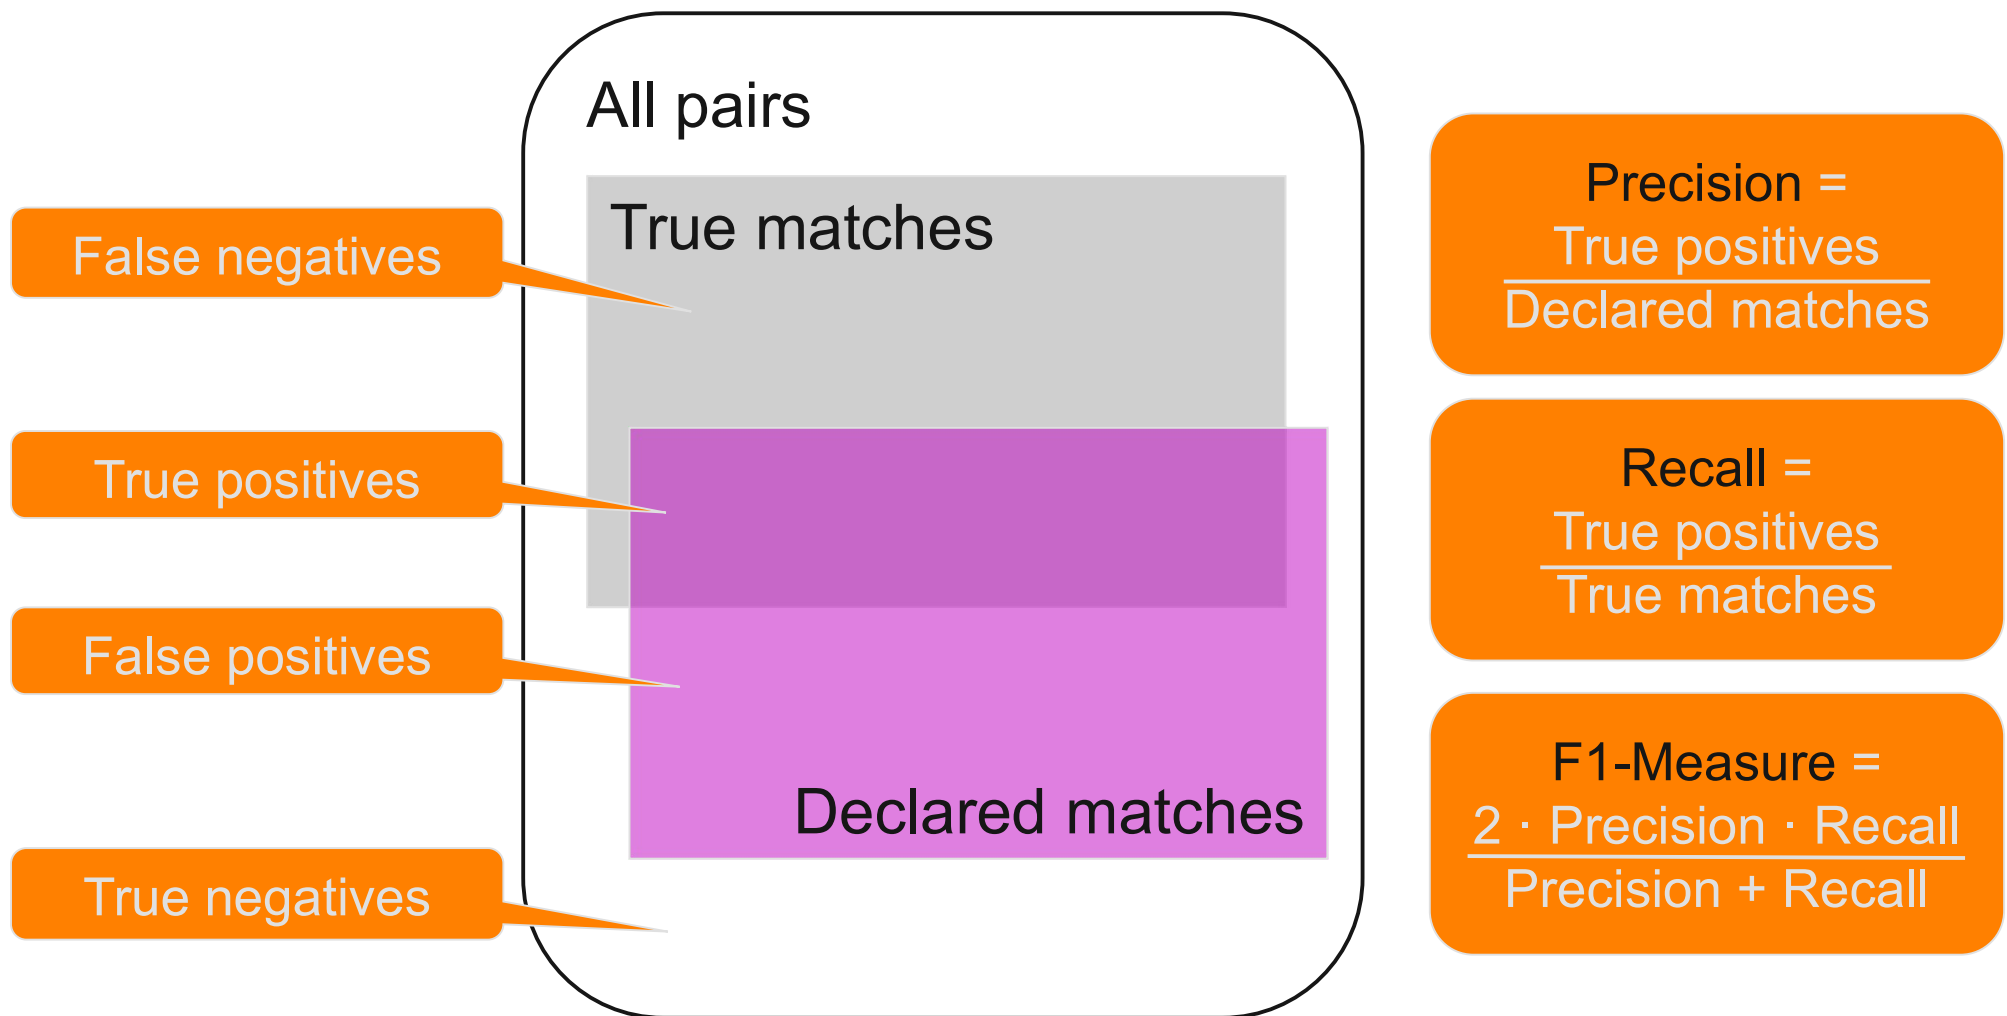 All pairs
True matches
Declared matches
False negatives
True positives
False positives
True negatives
Precision =
True positives
Declared matches
Recall =
True positives
True matches
F1-Measure =
2 · Precision · Recall
Precision + Recall